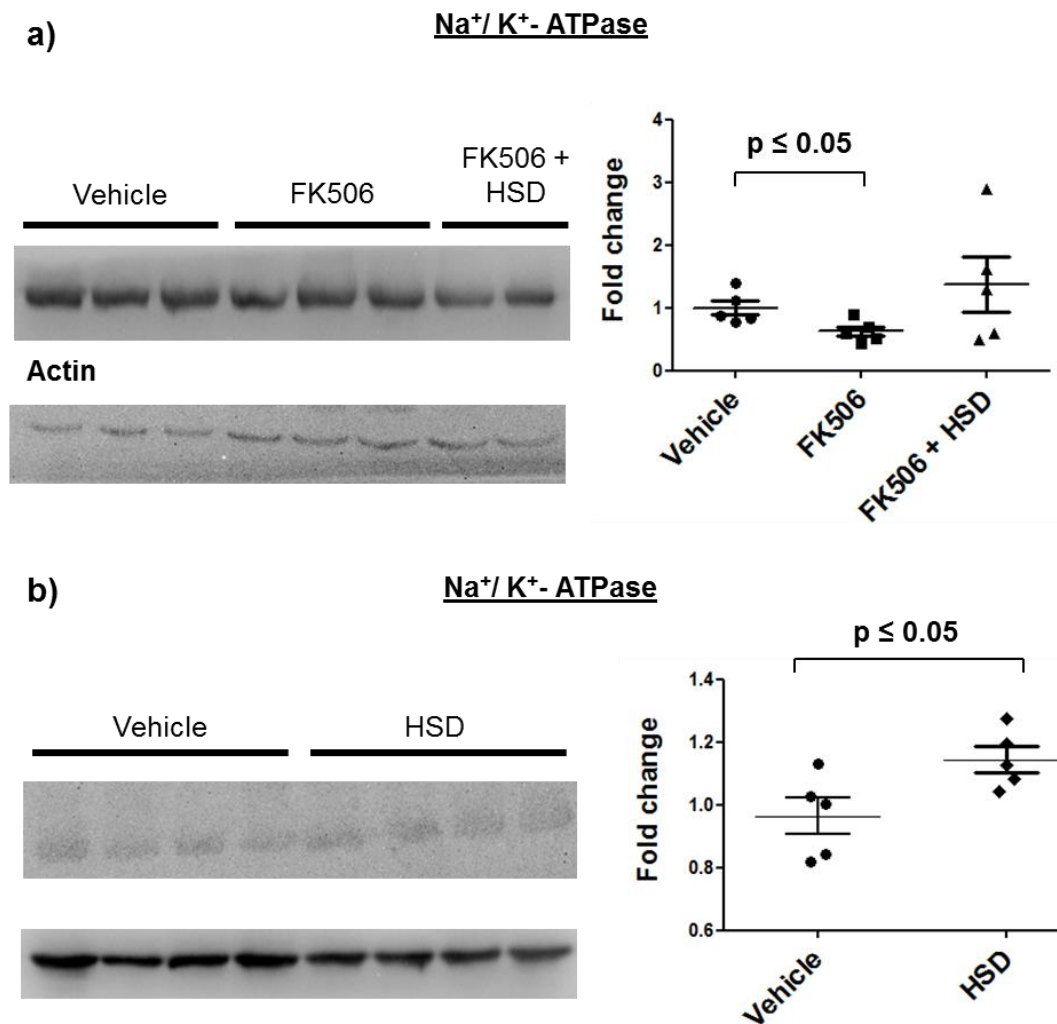 a)
Na⁺/ K⁺- ATPase
Vehicle
FK506
FK506 +
HSD
Actin
p ≤ 0.05
Fold change
4
3
2
1
0
Vehicle
FK506
FK506 + HSD
b)
Na⁺/ K⁺- ATPase
Vehicle
HSD
p ≤ 0.05
Fold change
1.4
1.2
1.0
0.8
0.6
Vehicle
HSD